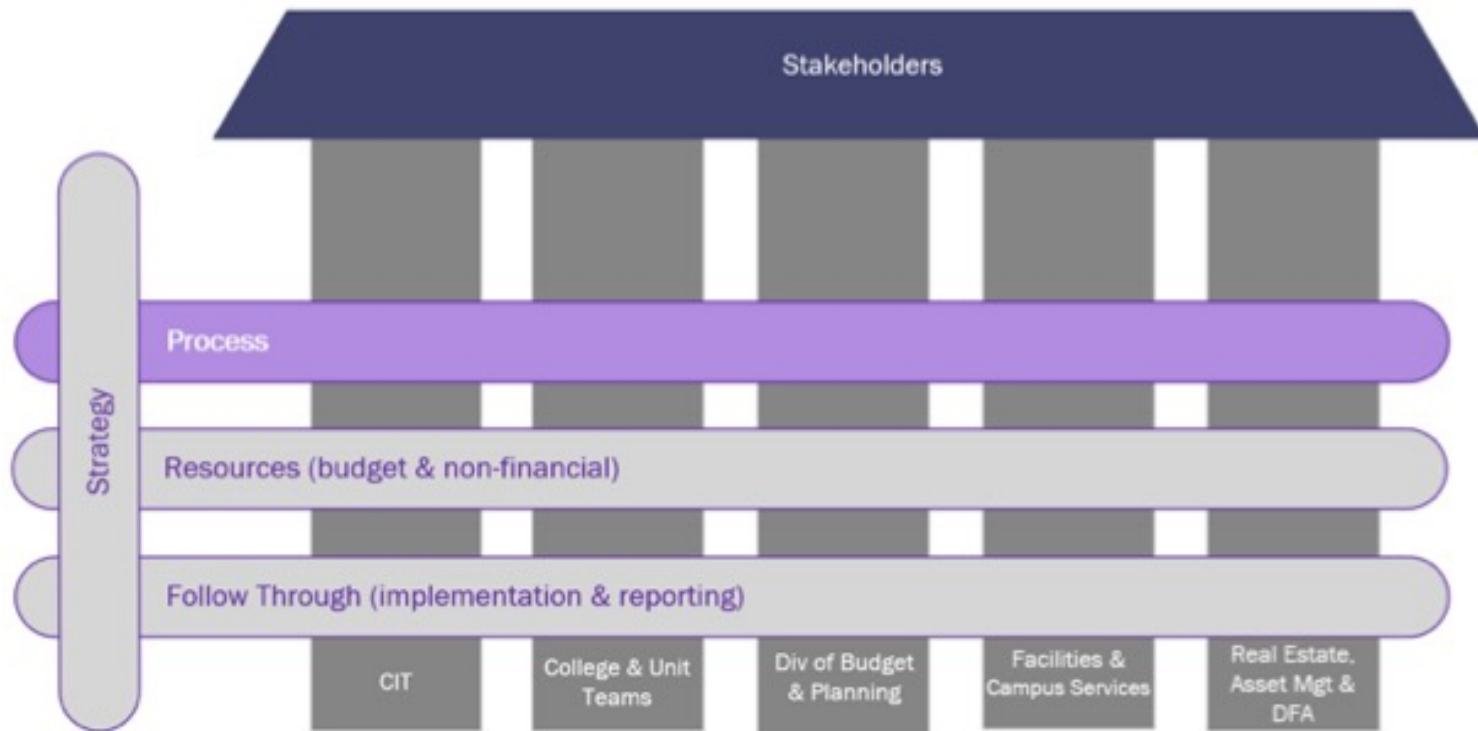 Stakeholders
Process
Strategy
Resources (budget & non-financial)
Follow Through (implementation & reporting)
CIT
College & Unit
Teams
Div of Budget
& Planning
Facilities &
Campus Services
Real Estate,
Asset Mgt &
DFA